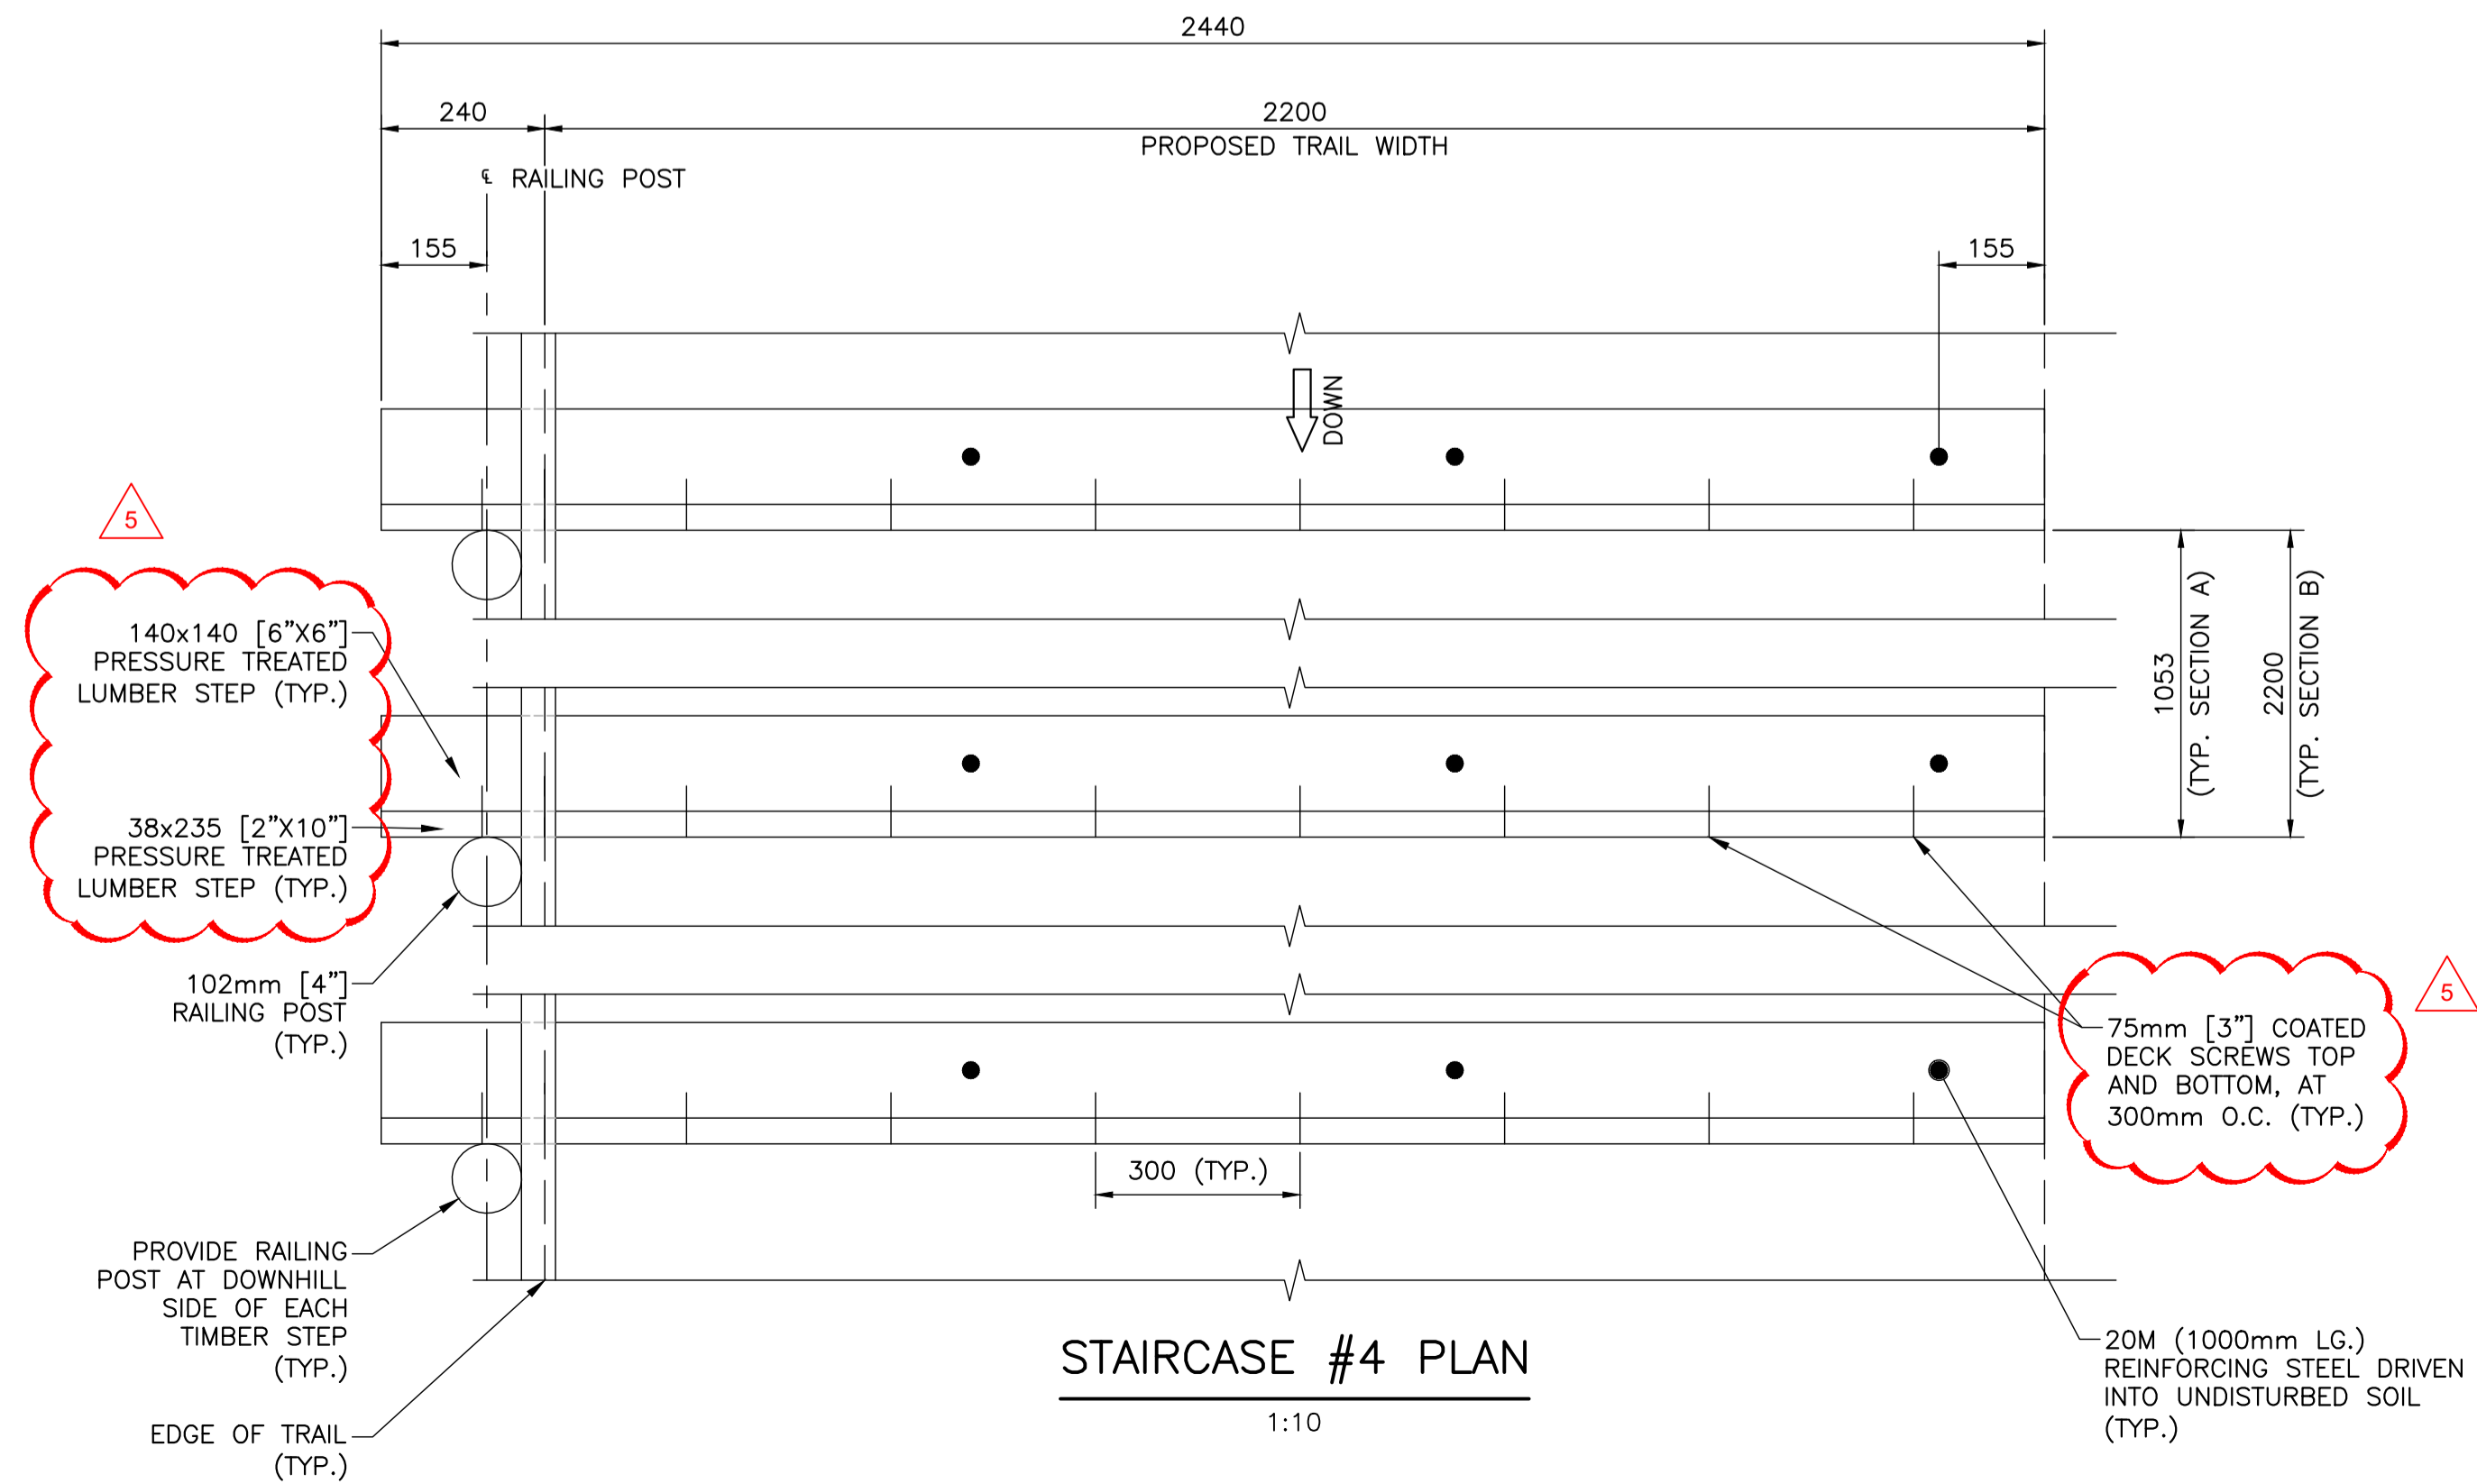 2440
240
2200
PROPOSED TRAIL WIDTH
℄ RAILING POST
155
155
DOWN
5
140x140 [6"X6"]
PRESSURE TREATED
LUMBER STEP (TYP.)
38x235 [2"X10"]
PRESSURE TREATED
LUMBER STEP (TYP.)
102mm [4"]
RAILING POST
(TYP.)
PROVIDE RAILING
POST AT DOWNHILL
SIDE OF EACH
TIMBER STEP
(TYP.)
EDGE OF TRAIL
(TYP.)
1053
(TYP. SECTION A)
2200
(TYP. SECTION B)
5
75mm [3"] COATED
DECK SCREWS TOP
AND BOTTOM, AT
300mm O.C. (TYP.)
300 (TYP.)
20M (1000mm LG.)
REINFORCING STEEL DRIVEN
INTO UNDISTURBED SOIL
(TYP.)
STAIRCASE #4 PLAN
1:10